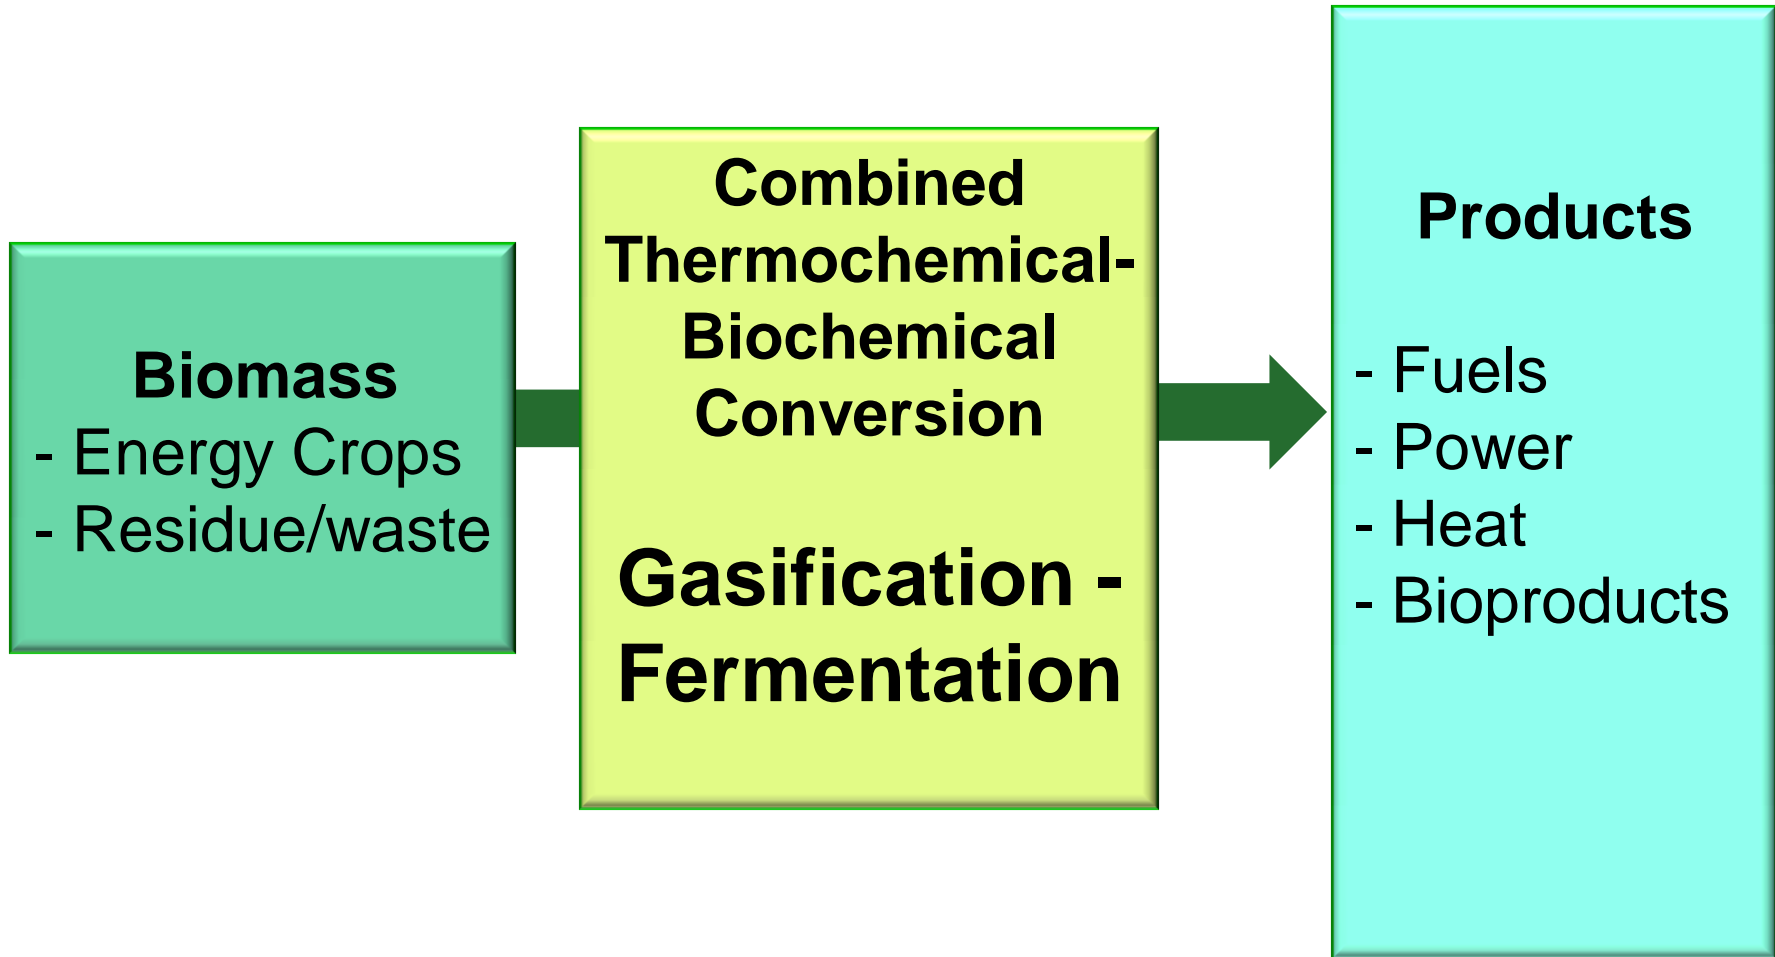 Biomass
- Energy Crops
- Residue/waste
Combined
Thermochemical-
Biochemical
Conversion
Gasification -
Fermentation
Products
- Fuels
- Power
- Heat
- Bioproducts